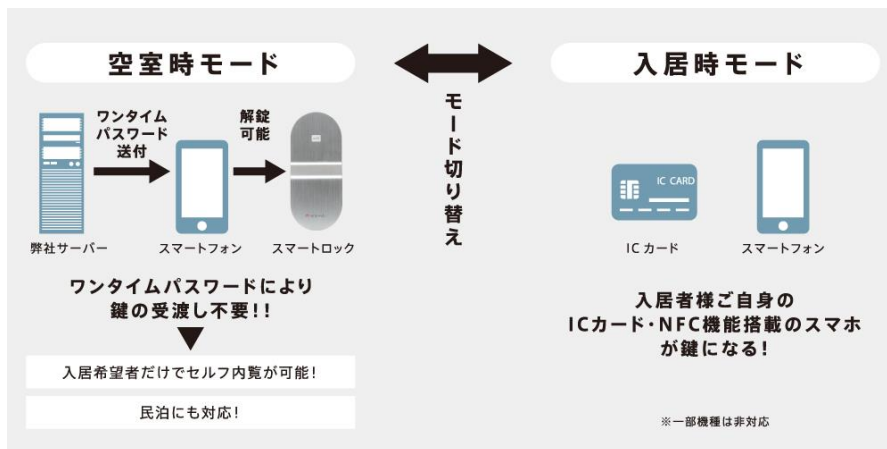 空室時モード
ワンタイム
パスワード
送付
解錠
可能
弊社サーバー
スマートフォン
スマートロック
ワンタイムパスワードにより
鍵の受渡し不要!!
入居希望者だけでセルフ内覧が可能!
民泊にも対応!
モード切り替え
入居時モード
IC CARD
ICカード
スマートフォン
入居者様ご自身の
ICカード・NFC機能搭載のスマホ
が鍵になる!
※一部機種は非対応